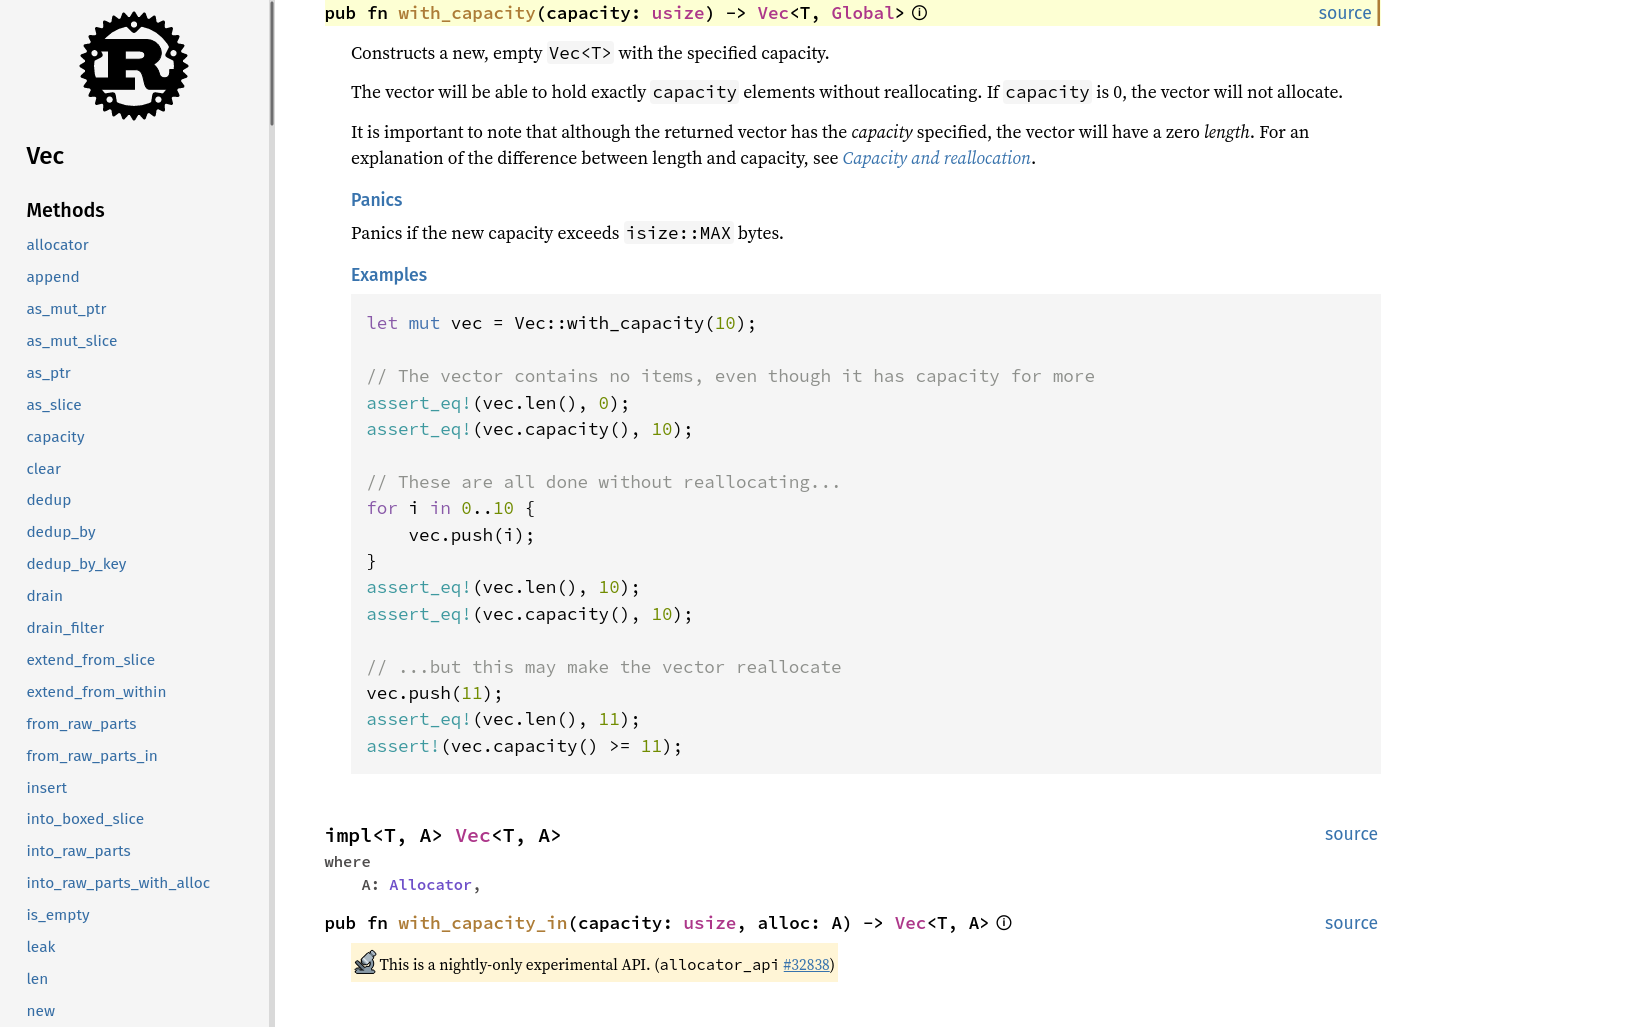 R
Vec
Methods
allocator
append
as_mut_ptr
as_mut_slice
as_ptr
as_slice
capacity
clear
dedup
dedup_by
dedup_by_key
drain
drain_filter
extend_from_slice
extend_from_within
from_raw_parts
from_raw_parts_in
insert
into_boxed_slice
into_raw_parts
into_raw_parts_with_alloc
is_empty
leak
len
new
pub fn with_capacity(capacity: usize) -> Vec<T, Global> ⓘ source
Constructs a new, empty Vec<T> with the specified capacity.
The vector will be able to hold exactly capacity elements without reallocating. If capacity is 0, the vector will not allocate.
It is important to note that although the returned vector has the capacity specified, the vector will have a zero length. For an
explanation of the difference between length and capacity, see Capacity and reallocation.
Panics
Panics if the new capacity exceeds isize::MAX bytes.
Examples
let mut vec = Vec::with_capacity(10);
// The vector contains no items, even though it has capacity for more
assert_eq!(vec.len(), 0);
assert_eq!(vec.capacity(), 10);
// These are all done without reallocating...
for i in 0..10 {
    vec.push(i);
}
assert_eq!(vec.len(), 10);
assert_eq!(vec.capacity(), 10);
// ...but this may make the vector reallocate
vec.push(11);
assert_eq!(vec.len(), 11);
assert!(vec.capacity() >= 11);
impl<T, A> Vec<T, A> source
where
    A: Allocator,
pub fn with_capacity_in(capacity: usize, alloc: A) -> Vec<T, A> ⓘ source
🔬 This is a nightly-only experimental API. (allocator_api #32838)